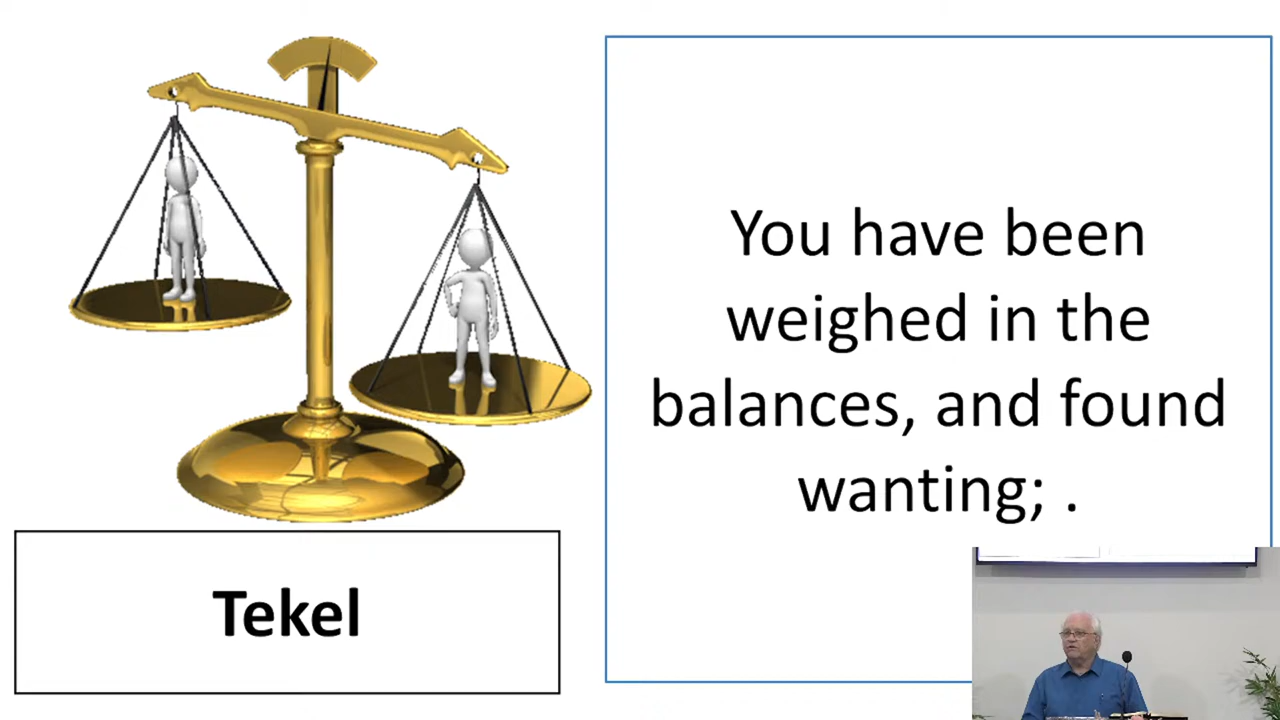 You have been
weighed in the
balances, and found
wanting; .
Tekel